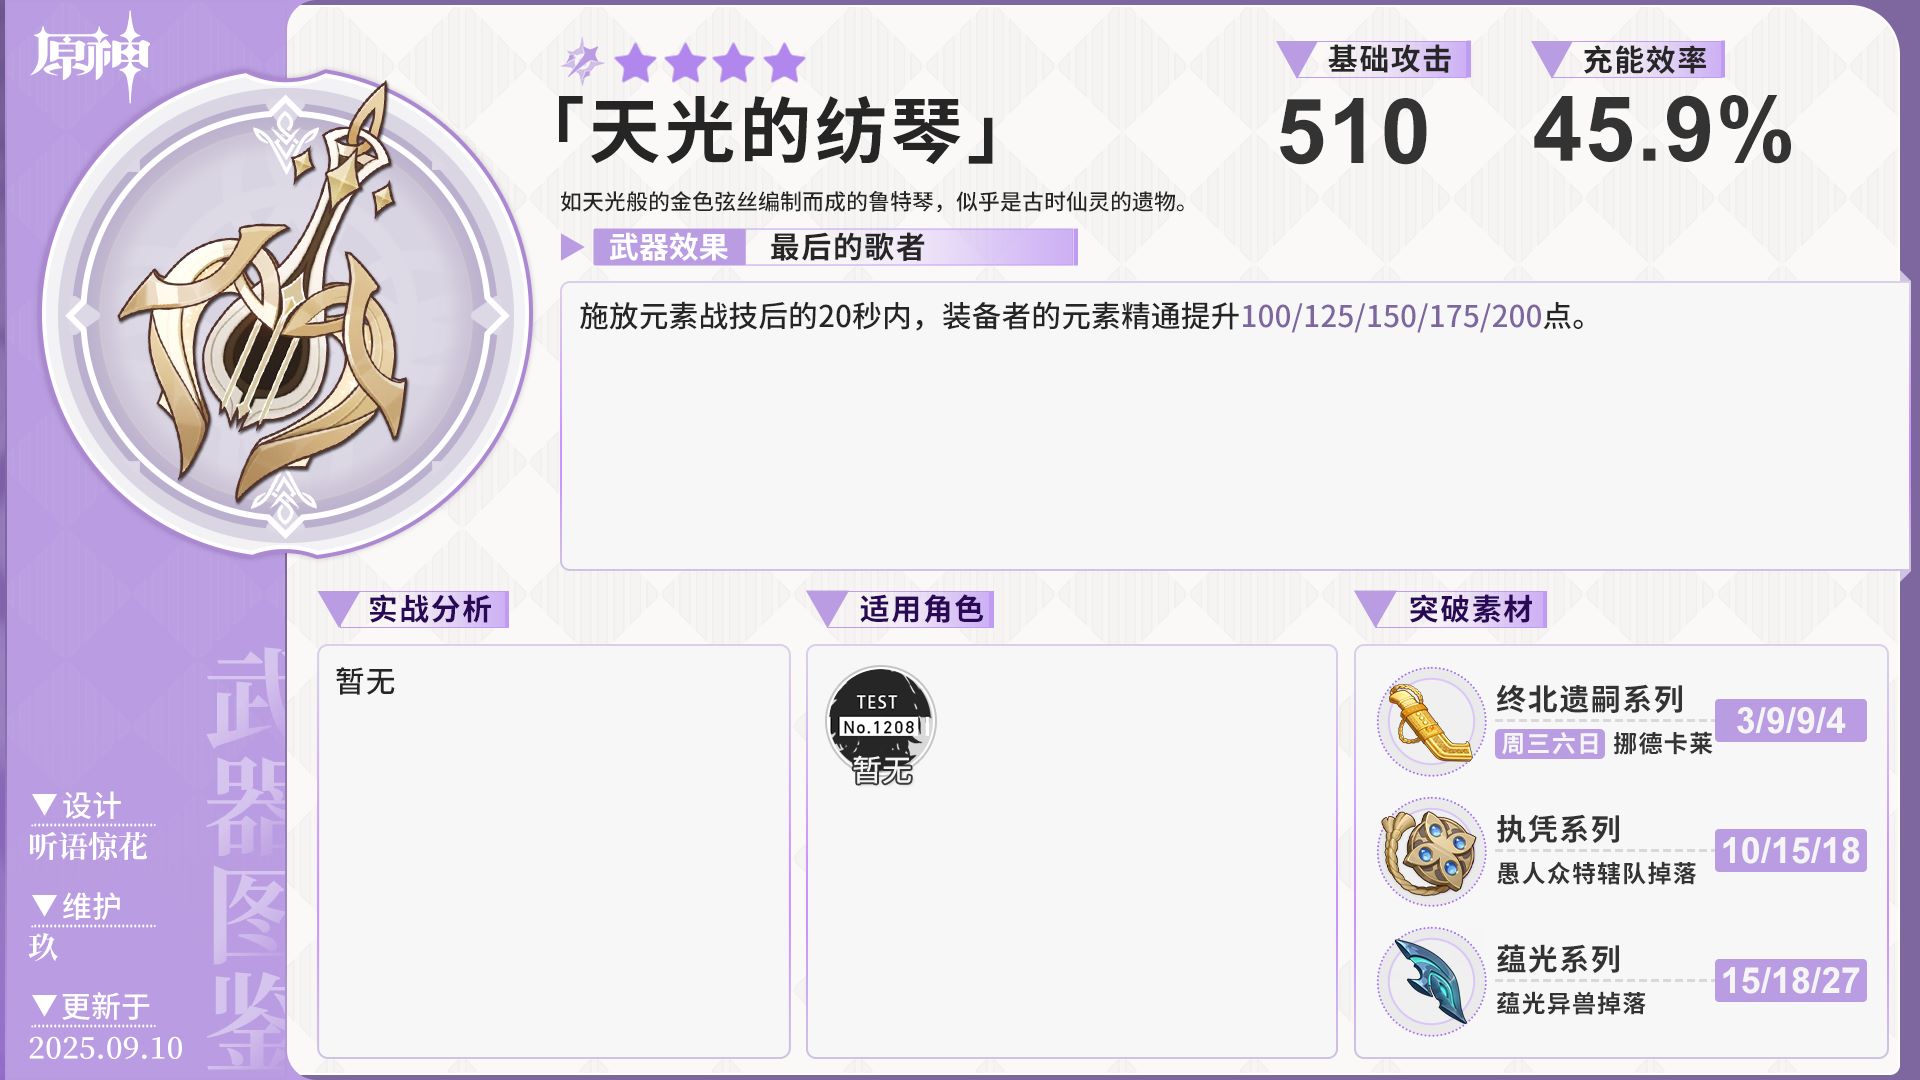 原神
「天光的纺琴」
基础攻击
510
充能效率
45.9%
如天光般的金色弦丝编制而成的鲁特琴，似乎是古时仙灵的遗物。
武器效果
最后的歌者
施放元素战技后的20秒内，装备者的元素精通提升100/125/150/175/200点。
实战分析
暂无
适用角色
TEST
No.1208
暂无
突破素材
终北遗嗣系列
周三六日 挪德卡莱
3/9/9/4
执凭系列
愚人众特辖队掉落
10/15/18
蕴光系列
蕴光异兽掉落
15/18/27
武器图鉴
▼设计
听语惊花
▼维护
玖
▼更新于
2025.09.10